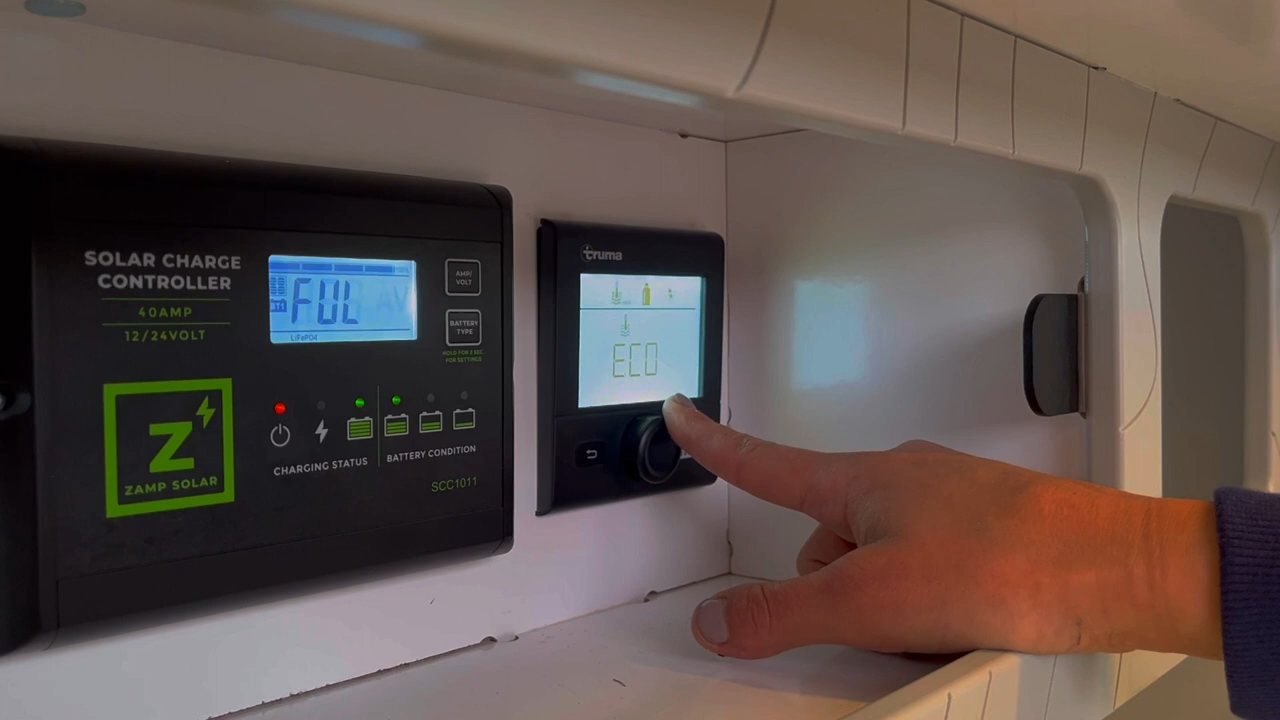 SOLAR CHARGE
CONTROLLER
40AMP
12/24VOLT
FUL
LiFePO4
AMP/
VOLT
BATTERY
TYPE
HOLD FOR 3 SEC.
FOR SETTINGS
Z
ZAMP SOLAR
CHARGING STATUS
BATTERY CONDITION
SCC1011
truma
ECO